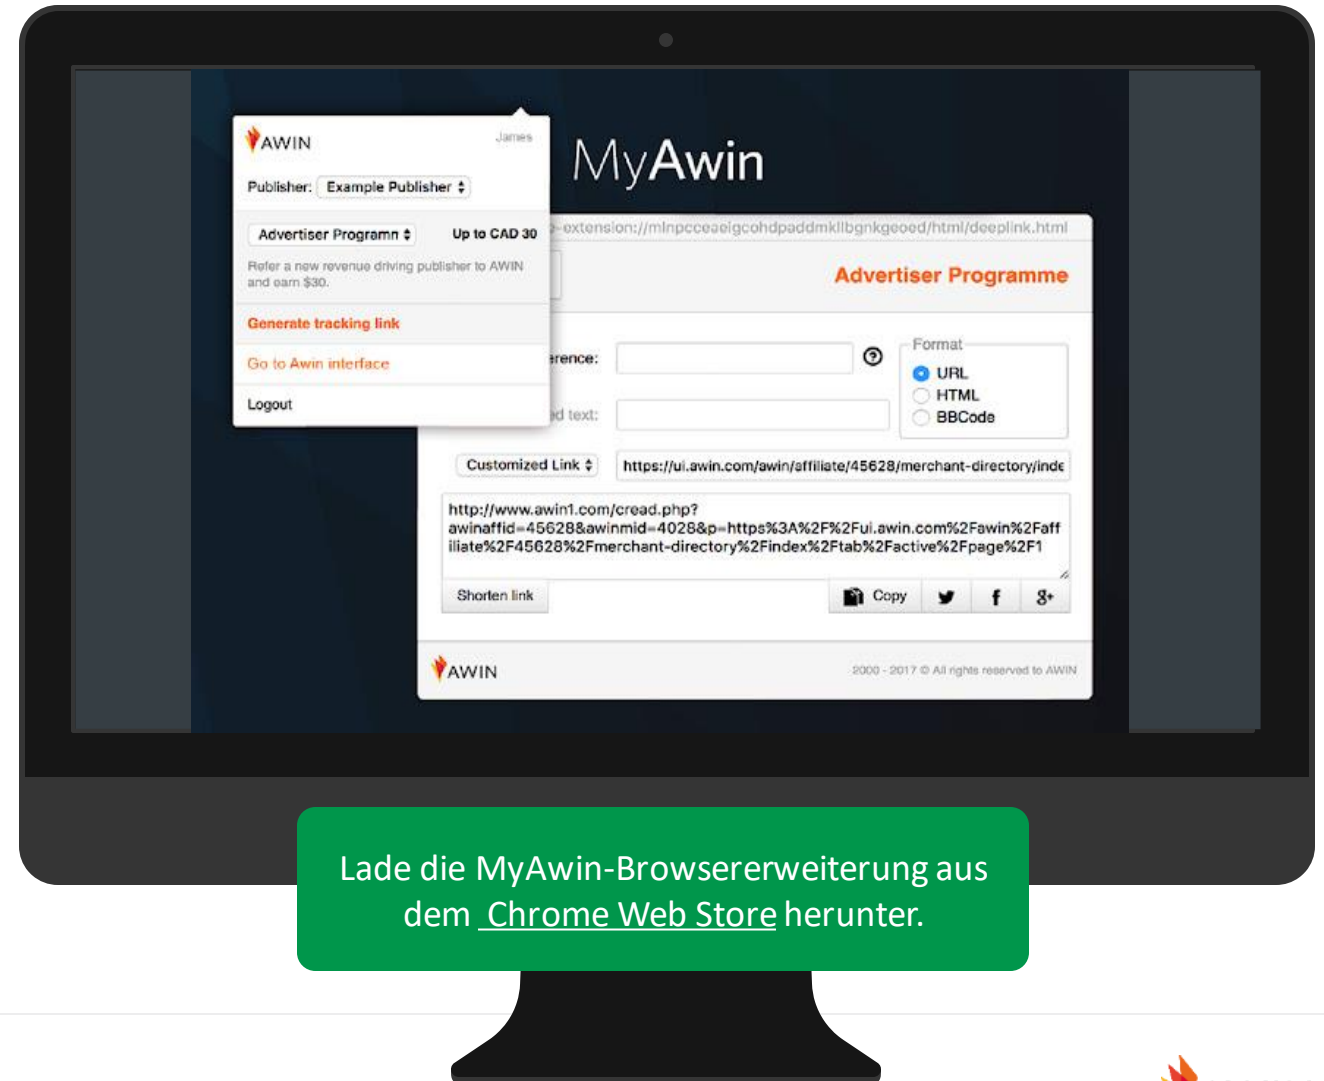 AWIN
James
Publisher: Example Publisher
Advertiser Programn
Up to CAD 30
Refer a new revenue driving publisher to AWIN
and earn $30.
Generate tracking link
Go to Awin interface
Logout
MyAwin
-extension://mlnpcceaeigcohdpaddmkllbgnkgeoed/html/deeplink.html
Advertiser Programme
erence:
Format
URL
HTML
BBCode
ed text:
Customized Link
https://ui.awin.com/awin/affiliate/45628/merchant-directory/inde
http://www.awin1.com/cread.php?
awinaffid=45628&awinmid=4028&p=https%3A%2F%2Fui.awin.com%2Fawin%2Faff
iliate%2F45628%2Fmerchant-directory%2Findex%2Ftab%2Factive%2Fpage%2F1
Shorten link
Copy
AWIN
2000 - 2017 © All rights reserved to AWIN
Lade die MyAwin-Browsererweiterung aus
dem Chrome Web Store herunter.